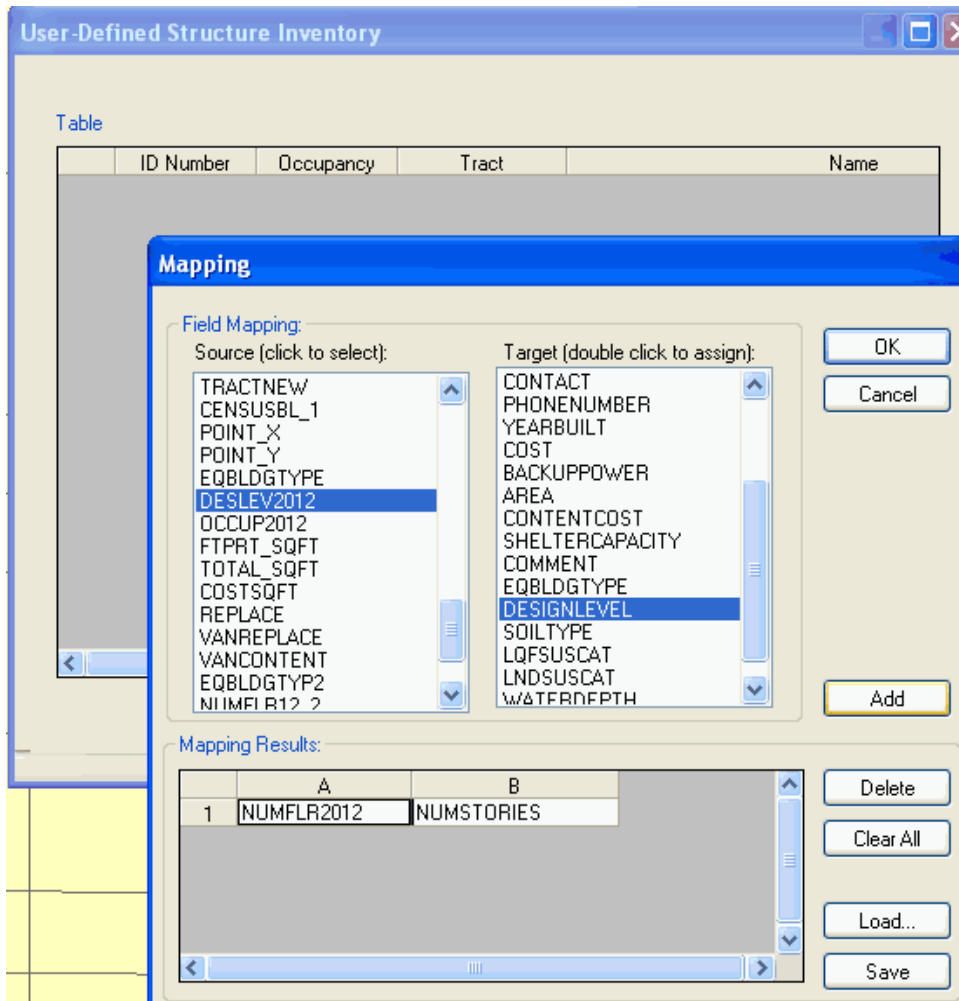 User-Defined Structure Inventory
Table
ID Number Occupancy Tract Name
Mapping
Field Mapping:
Source (click to select):
TRACTNEW
CENSUSBL_1
POINT_X
POINT_Y
EQBLDGTYPE
DESLEV2012
OCCUP2012
FTPRT_SQFT
TOTAL_SQFT
COSTSQFT
REPLACE
VANREPLACE
VANCONTENT
EQBLDGTYP2
NUMFLR12_2
Target (double click to assign):
CONTACT
PHONENUMBER
YEARBUILT
COST
BACKUPPOWER
AREA
CONTENTCOST
SHELTERCAPACITY
COMMENT
EQBLDGTYPE
DESIGNLEVEL
SOILTYPE
LQFSUSCAT
LNDSUSCAT
WATERDEPTH
OK
Cancel
Add
Mapping Results:
A B
1 NUMFLR2012 NUMSTORIES
Delete
Clear All
Load...
Save